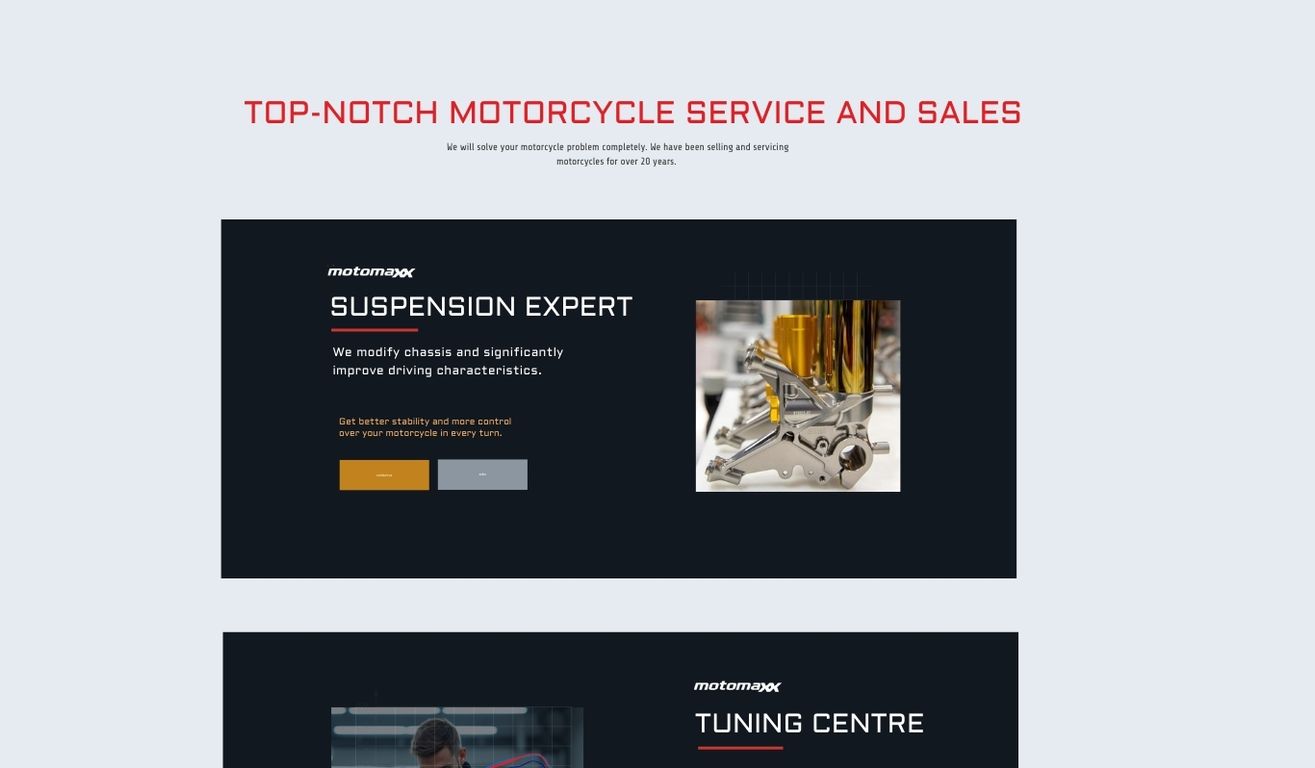 TOP-NOTCH MOTORCYCLE SERVICE AND SALES
We will solve your motorcycle problem completely. We have been selling and servicing
motorcycles for over 20 years.
motomaxx
SUSPENSION EXPERT
We modify chassis and significantly
improve driving characteristics.
Get better stability and more control
over your motorcycle in every turn.
motomaxx
TUNING CENTRE